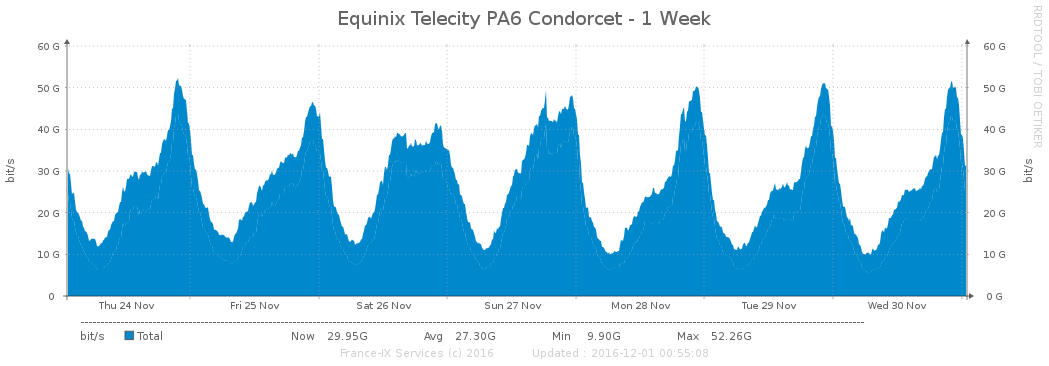 Equinix Telecity PA6 Condorcet - 1 Week
RRDTOOL / TOBI OETIKER
bit/s
60 G
50 G
40 G
30 G
20 G
10 G
0
60 G
50 G
40 G
30 G
20 G
10 G
0 G
bit/s
Thu 24 Nov Fri 25 Nov Sat 26 Nov Sun 27 Nov Mon 28 Nov Tue 29 Nov Wed 30 Nov
bit/s Total Now 29.95G Avg 27.30G Min 9.90G Max 52.26G
France-IX Services (c) 2016 Updated : 2016-12-01 00:55:08